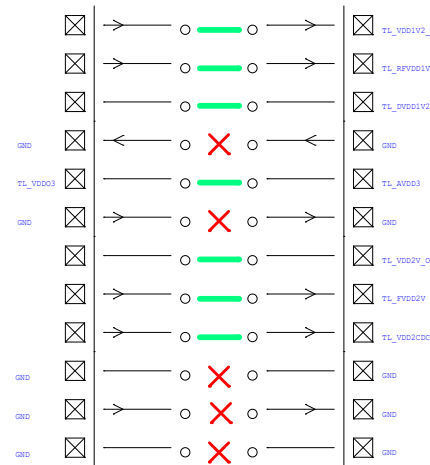 TL_VDD1V2_
TL_RFVDD1V
TL_DVDD1V2
GND GND
TL_VDDO3 TL_AVDD3
GND GND
TL_VDD2V_O
TL_FVDD2V
TL_VDD2CDC
GND GND
GND GND
GND GND